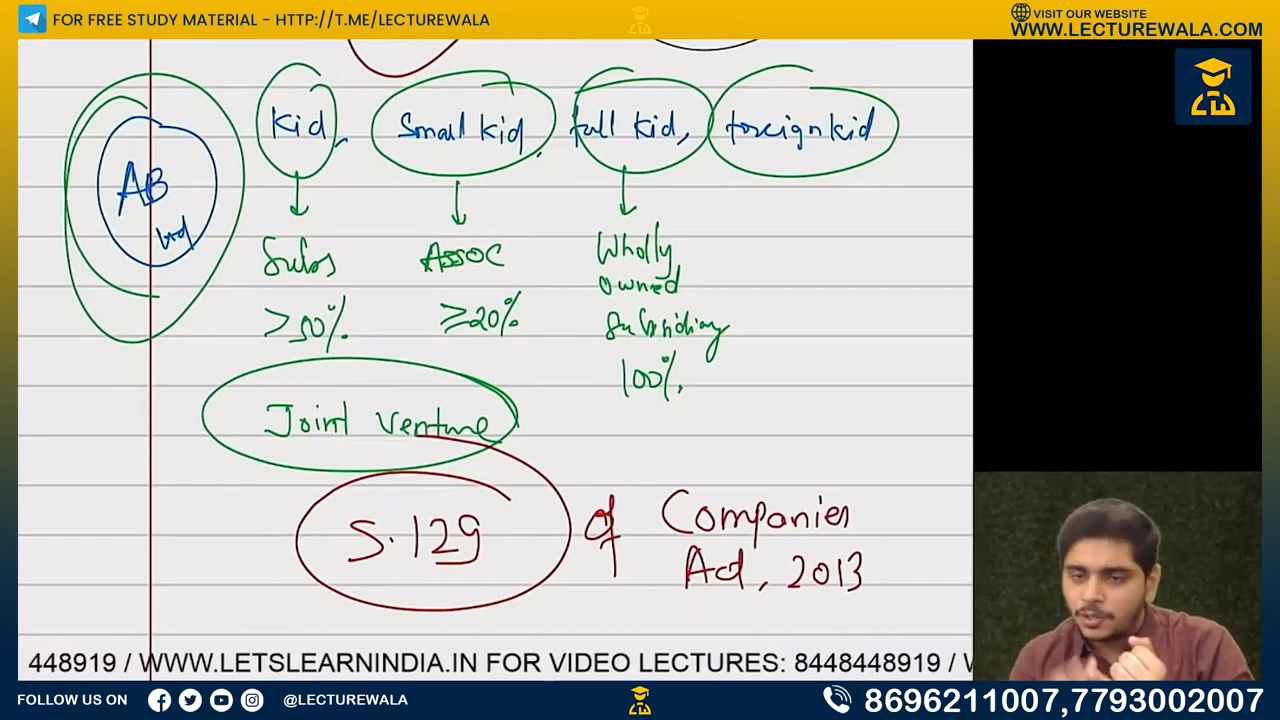 FOR FREE STUDY MATERIAL - HTTP://T.ME/LECTUREWALA
VISIT OUR WEBSITE
WWW.LECTUREWALA.COM
Kid, Small kid, full kid, foreign kid
AB
Ltd
Subs
>50%
ASSOC
≥20%
Wholly
owned
Subsidiary
100%.
Joint Venture
S.129 of Companies
Act, 2013
448919 / WWW.LETSLEARNINDIA.IN FOR VIDEO LECTURES: 8448448919 /
FOLLOW US ON
@LECTUREWALA
8696211007,7793002007